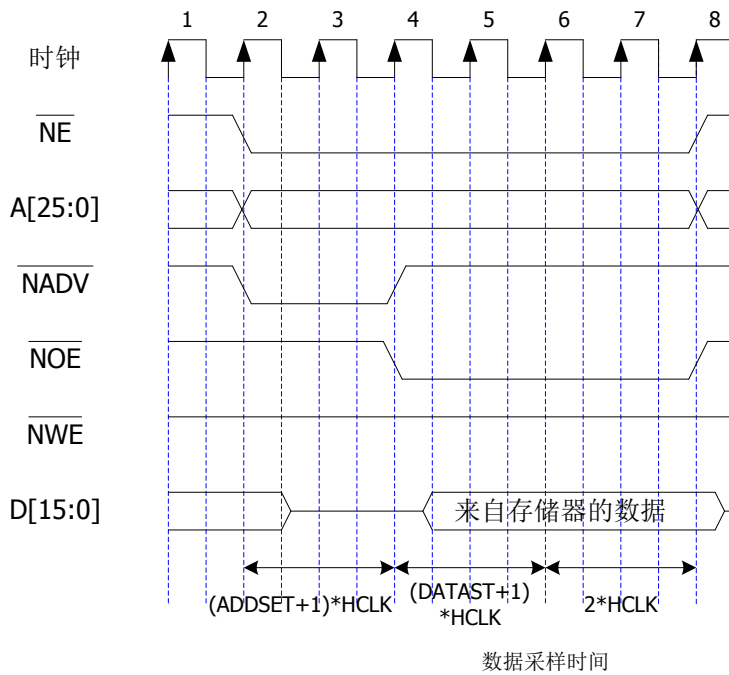 1 2 3 4 5 6 7 8
时钟
NE
A[25:0]
NADV
NOE
NWE
D[15:0]
来自存储器的数据
(ADDSET+1)*HCLK
(DATAST+1)
*HCLK
2*HCLK
数据采样时间